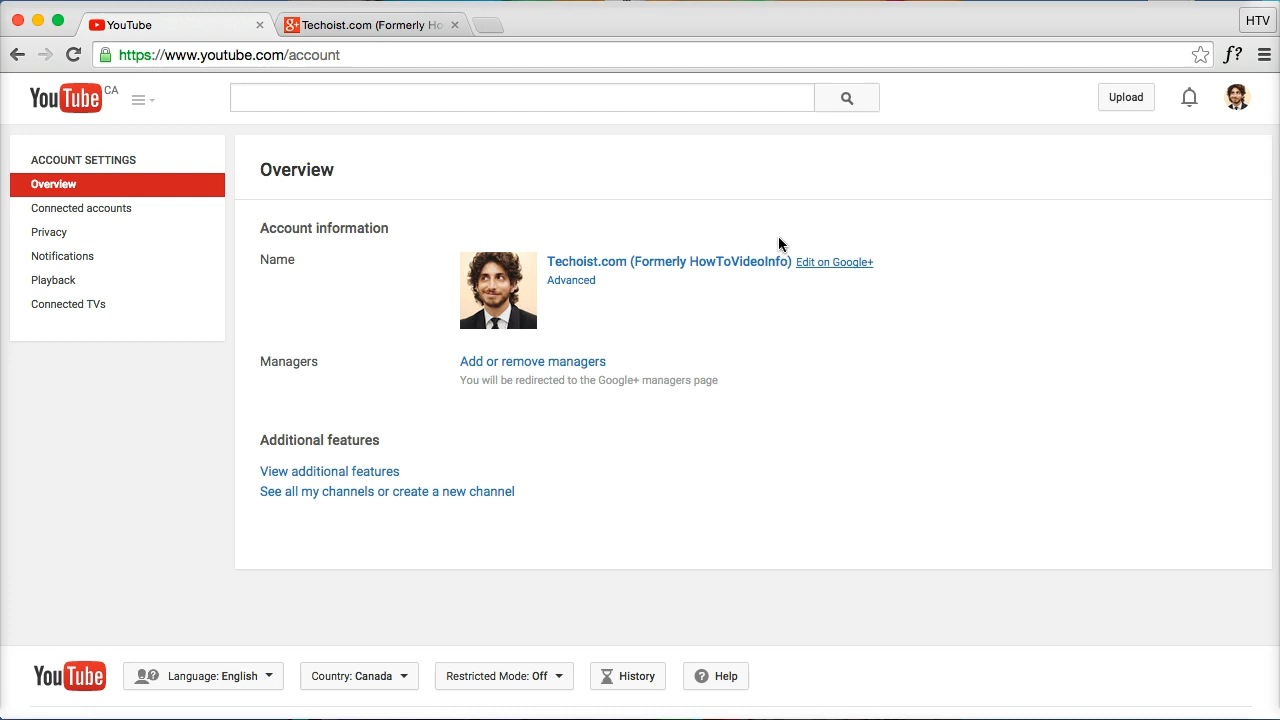 YouTube
Techoist.com (Formerly Ho
HTV
https://www.youtube.com/account
f?
YouTube CA
Upload
ACCOUNT SETTINGS
Overview
Connected accounts
Privacy
Notifications
Playback
Connected TVs
Overview
Account information
Name
Techoist.com (Formerly HowToVideoInfo) Edit on Google+
Advanced
Managers
Add or remove managers
You will be redirected to the Google+ managers page
Additional features
View additional features
See all my channels or create a new channel
YouTube
Language: English
Country: Canada
Restricted Mode: Off
History
Help